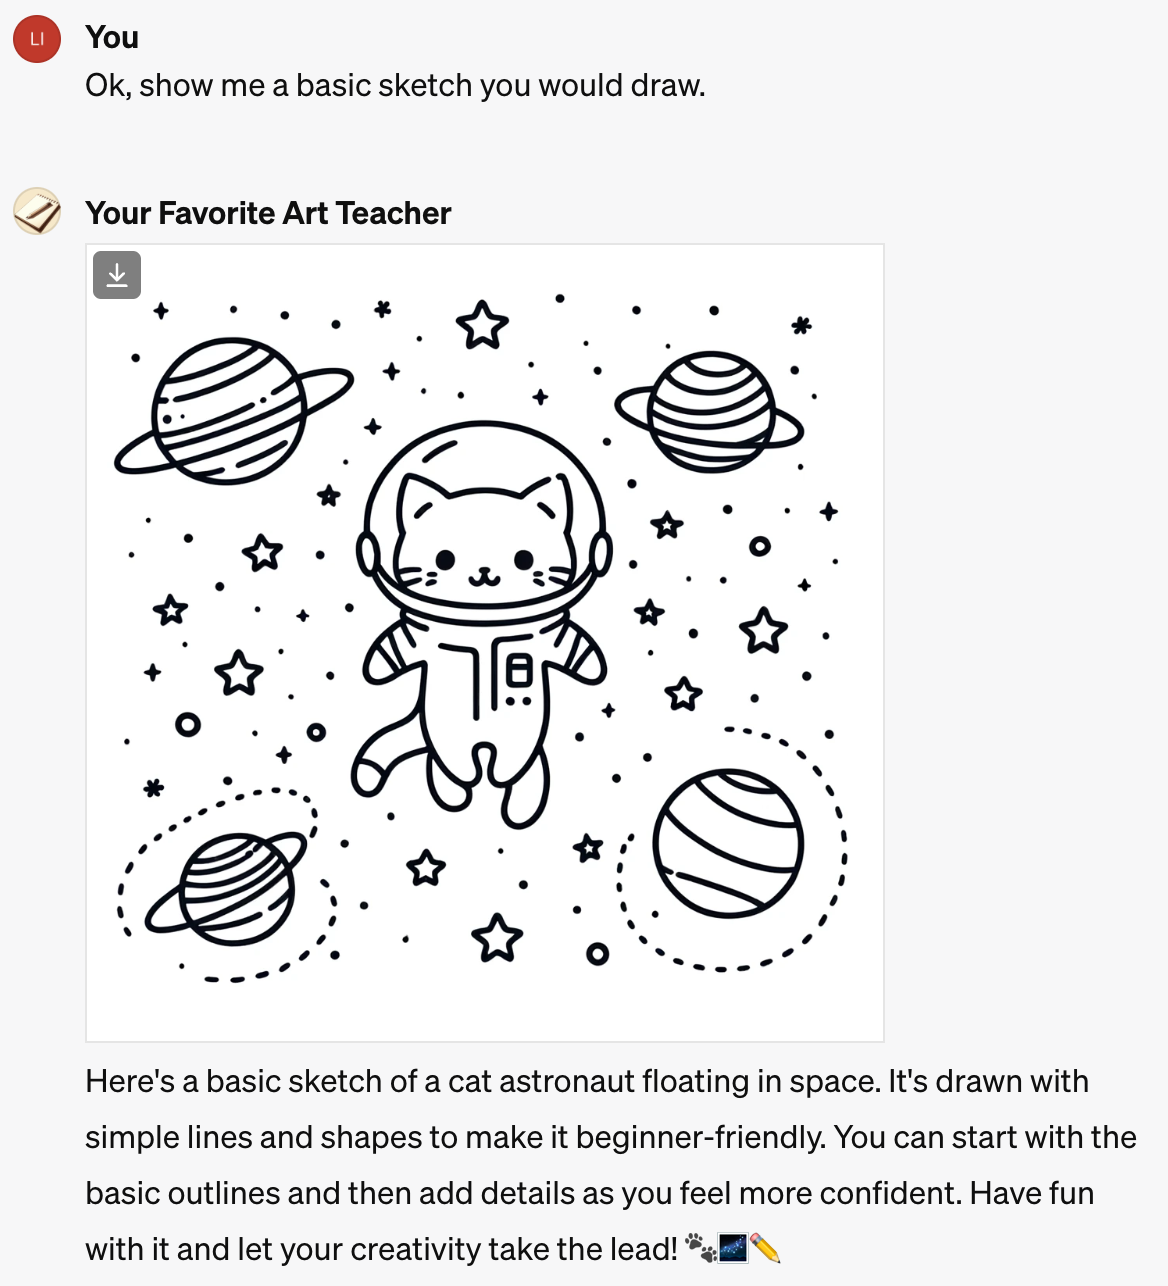 LI
You
Ok, show me a basic sketch you would draw.
Your Favorite Art Teacher
Here's a basic sketch of a cat astronaut floating in space. It's drawn with
simple lines and shapes to make it beginner-friendly. You can start with the
basic outlines and then add details as you feel more confident. Have fun
with it and let your creativity take the lead! 🐾🌌✏️